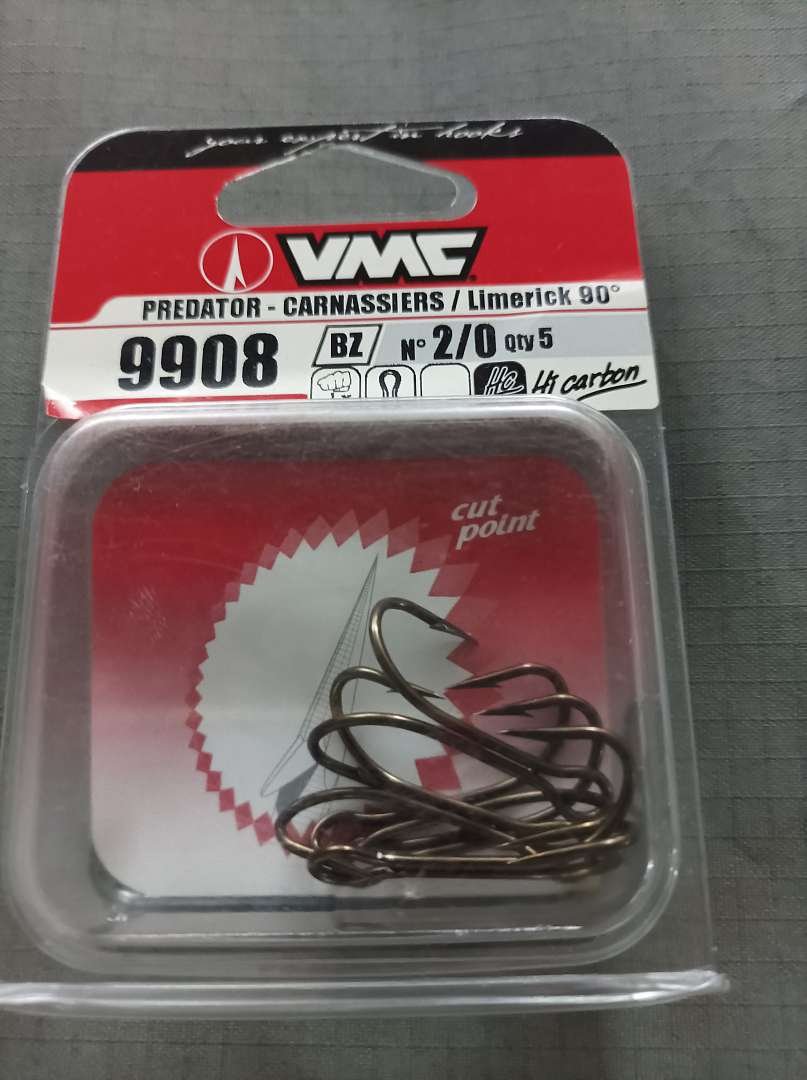 your expert in hooks
VMC
PREDATOR - CARNASSIERS / Limerick 90°
9908 BZ N° 2/0 Qty 5
Hc Hi carbon
cut
point